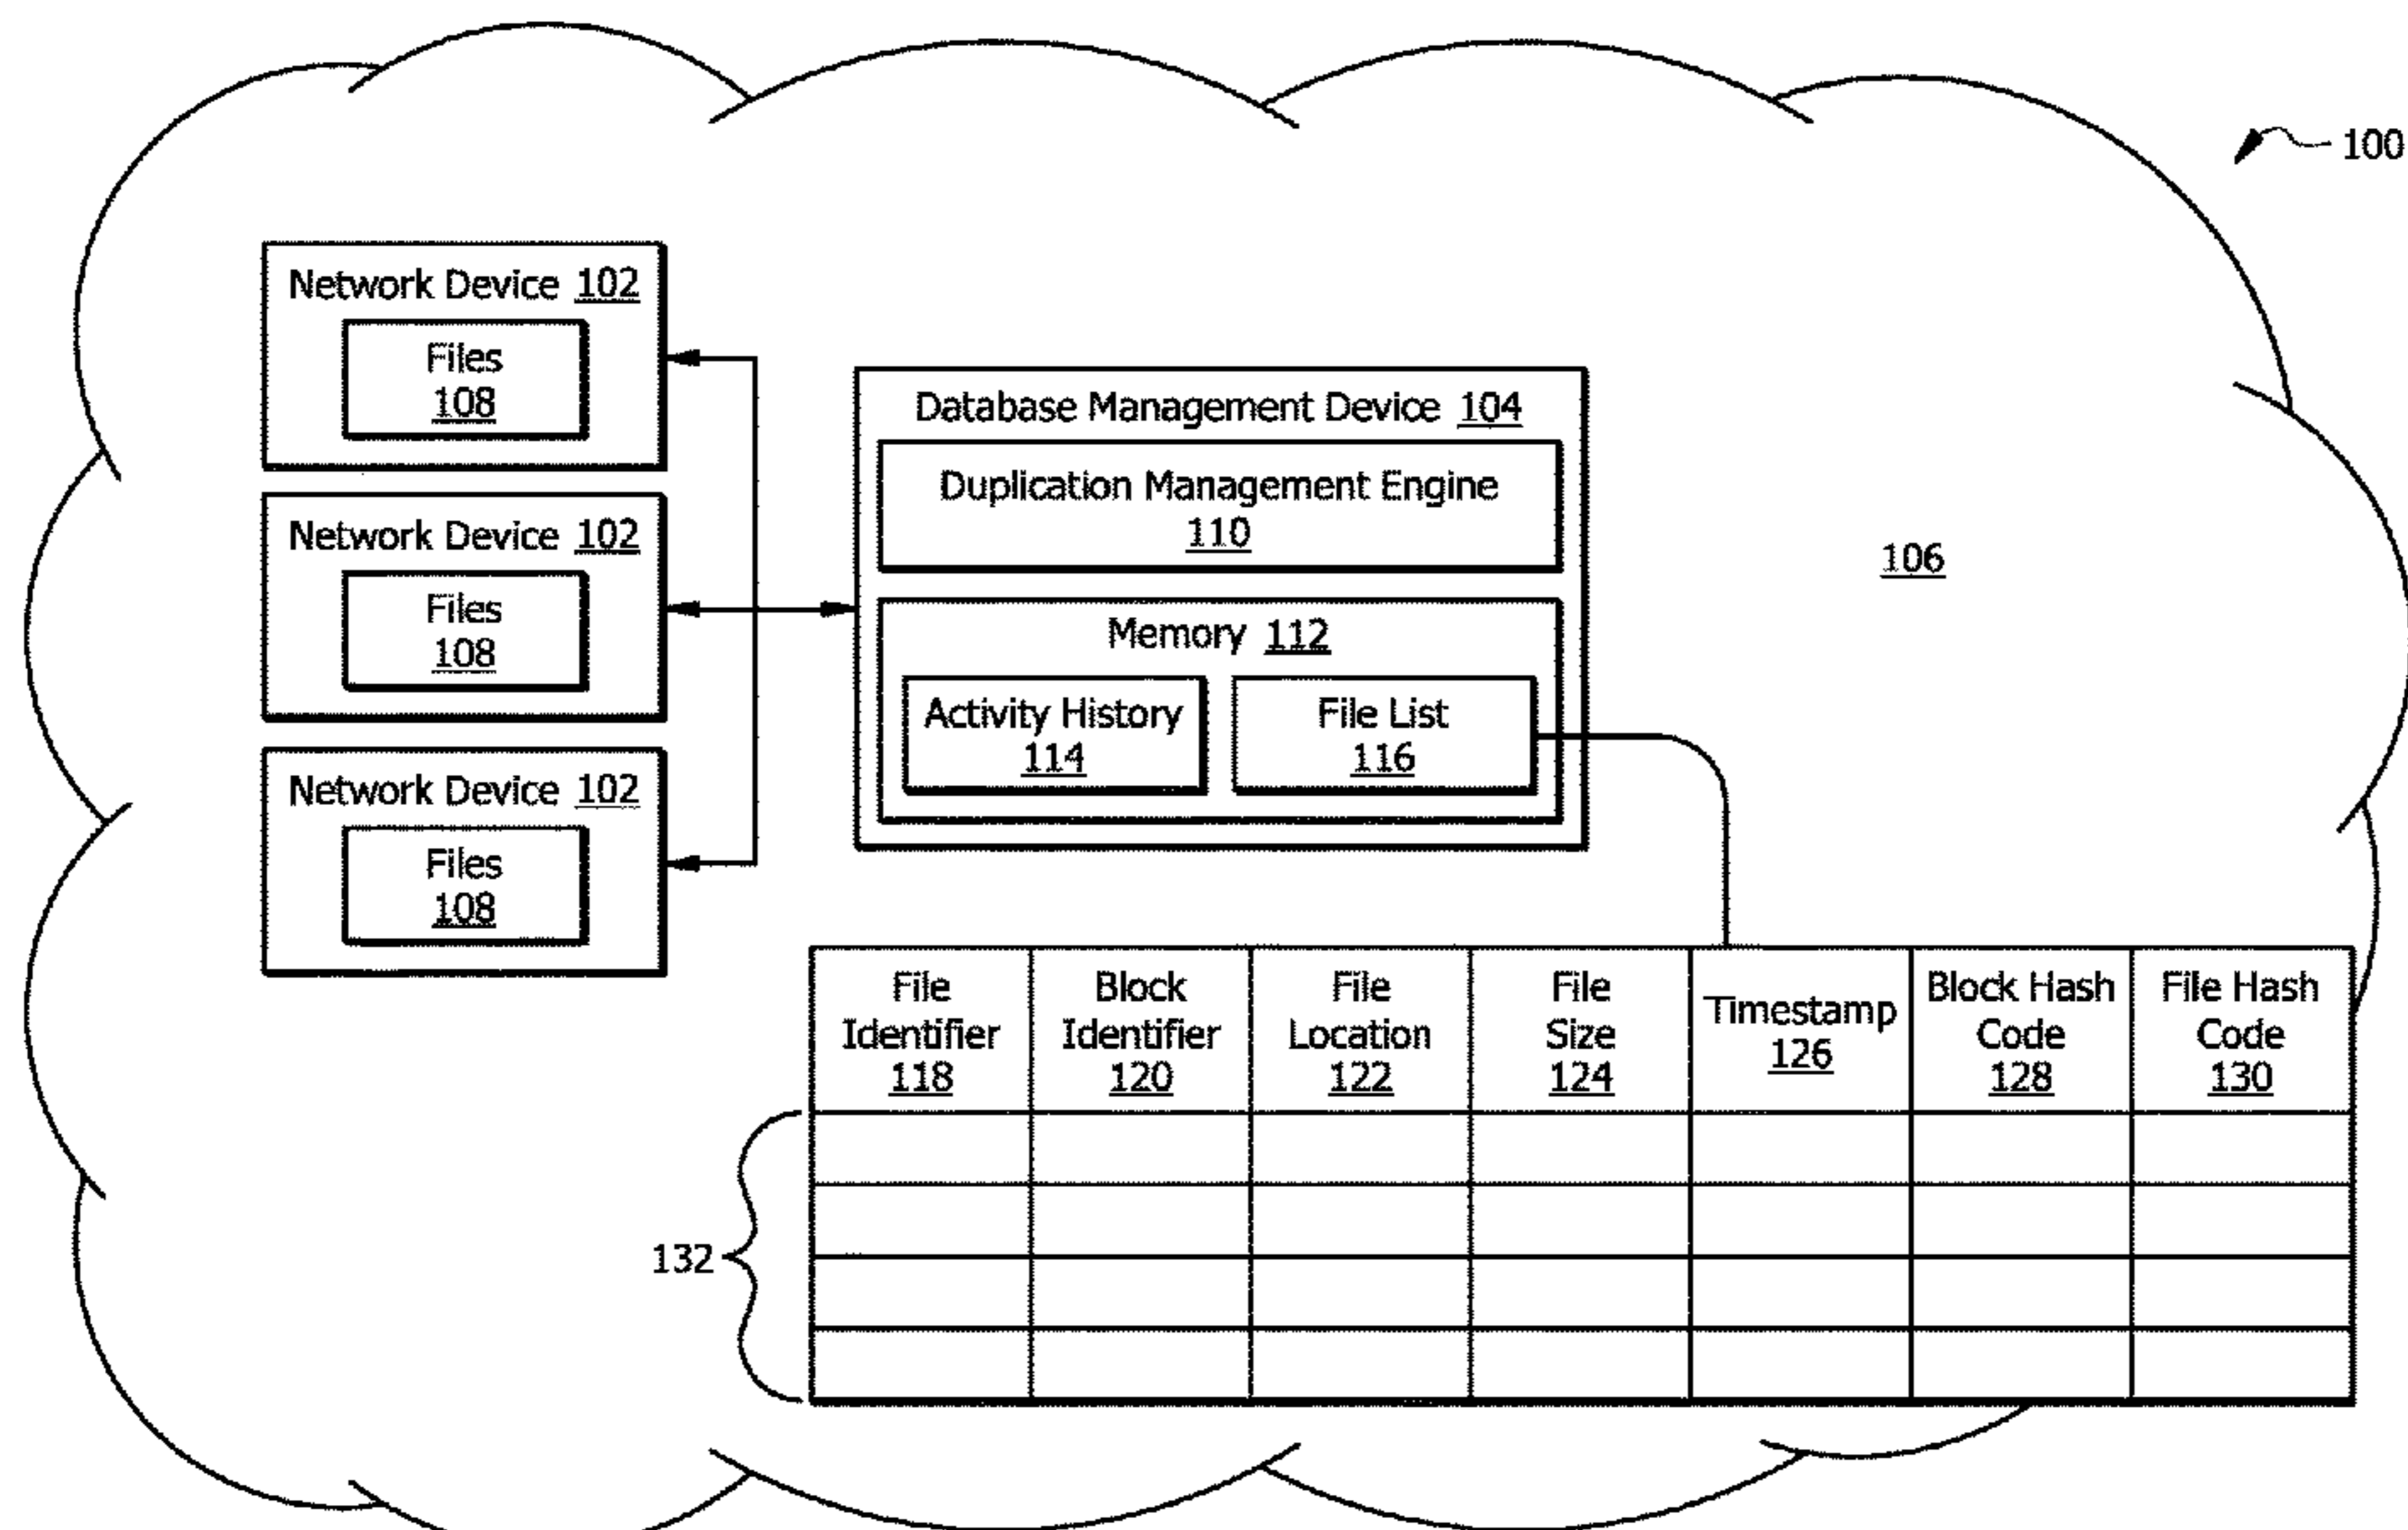 100
Network Device 102
Files
108
Network Device 102
Files
108
Network Device 102
Files
108
Database Management Device 104
Duplication Management Engine
110
Memory 112
Activity History
114
File List
116
106
File
Identifier
118
Block
Identifier
120
File
Location
122
File
Size
124
Timestamp
126
Block Hash
Code
128
File Hash
Code
130
132